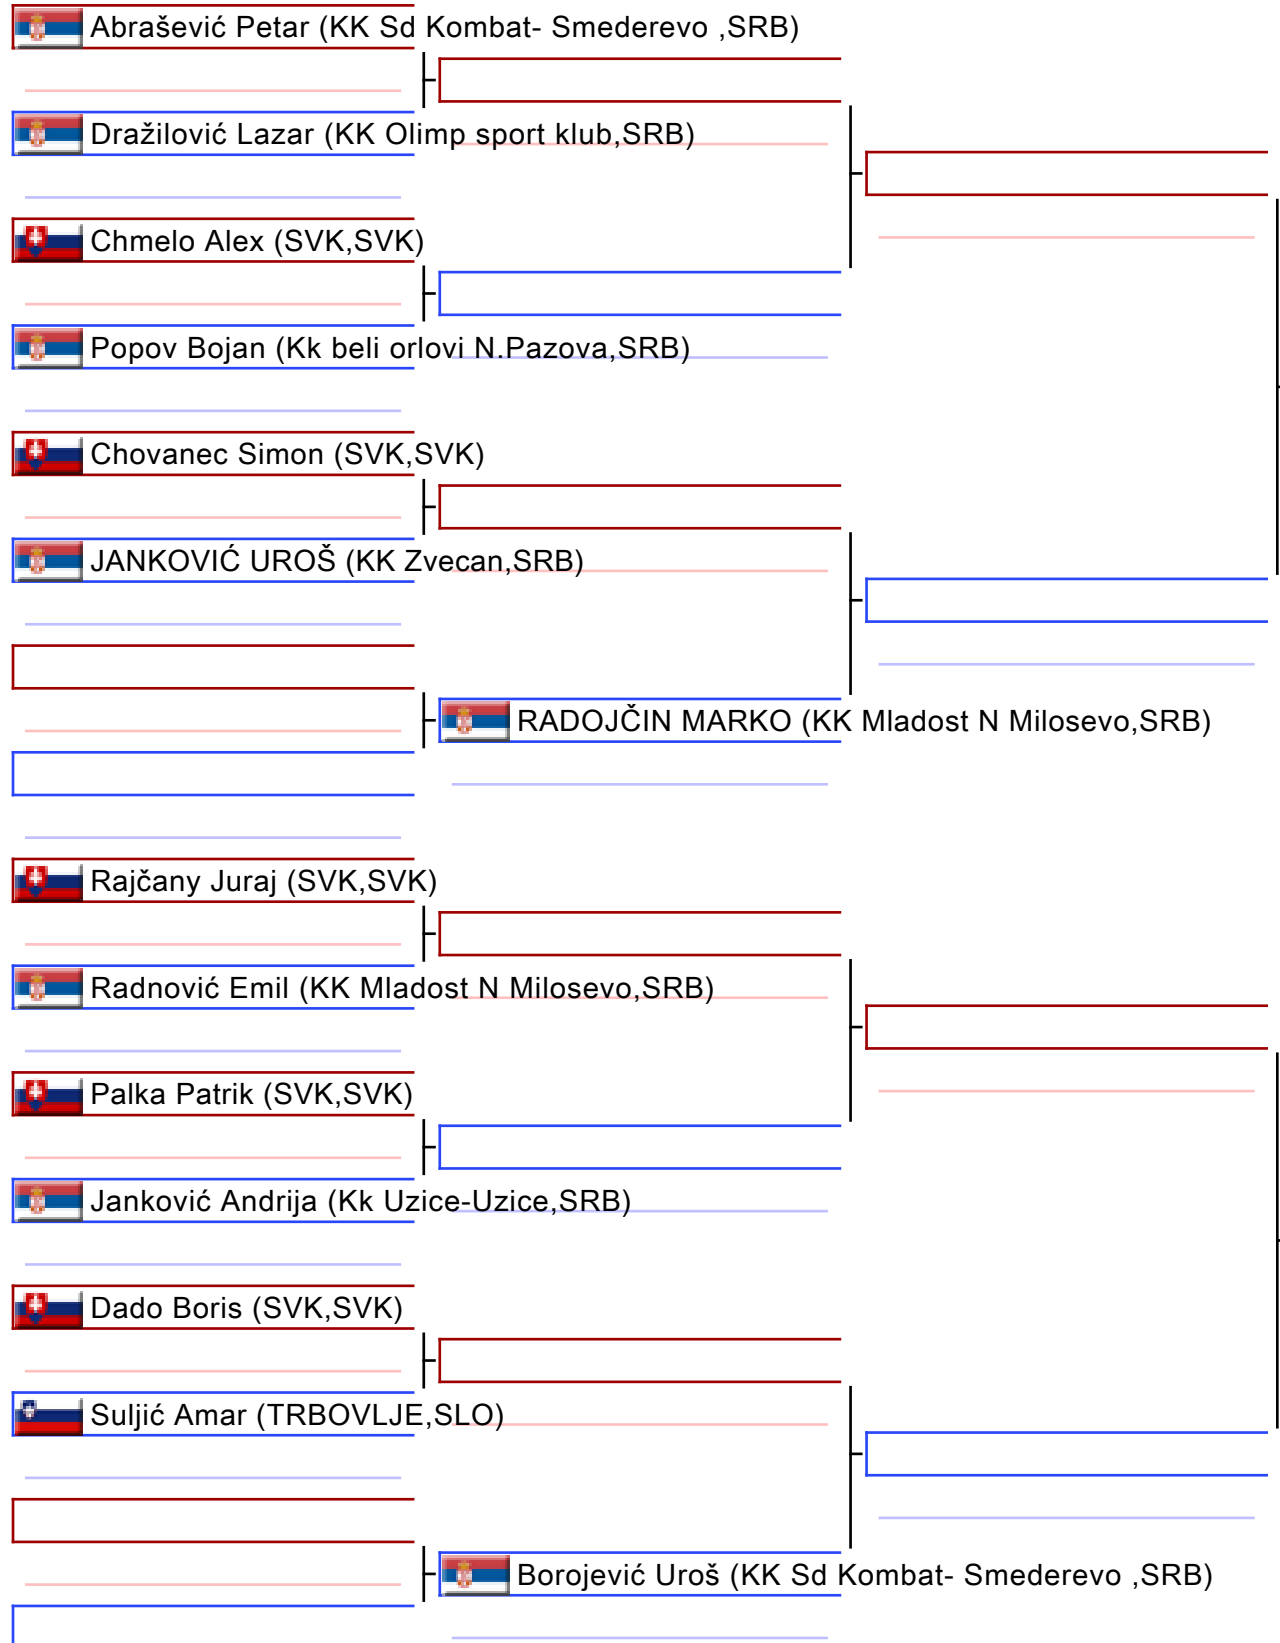 Abrašević Petar (KK Sd Kombat- Smederevo ,SRB)
Dražilović Lazar (KK Olimp sport klub,SRB)
Chmelo Alex (SVK,SVK)
Popov Bojan (Kk beli orlovi N.Pazova,SRB)
Chovanec Simon (SVK,SVK)
JANKOVIĆ UROŠ (KK Zvecan,SRB)
RADOJČIN MARKO (KK Mladost N Milosevo,SRB)
Rajčany Juraj (SVK,SVK)
Radnović Emil (KK Mladost N Milosevo,SRB)
Palka Patrik (SVK,SVK)
Janković Andrija (Kk Uzice-Uzice,SRB)
Dado Boris (SVK,SVK)
Suljić Amar (TRBOVLJE,SLO)
Borojević Uroš (KK Sd Kombat- Smederevo ,SRB)